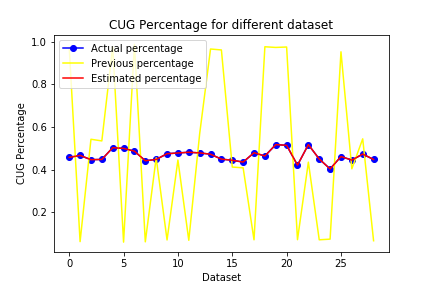 CUG Percentage for different dataset
Actual percentage
Previous percentage
Estimated percentage
CUG Percentage
1.0
0.8
0.6
0.4
0.2
0
5
10
15
20
25
Dataset